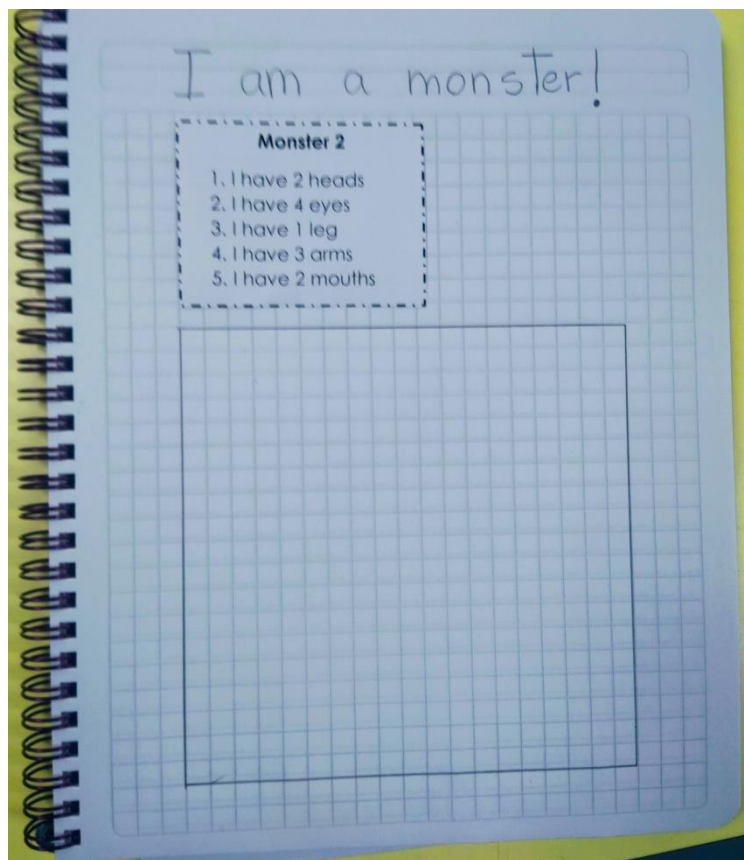 I am a monster!
Monster 2
1. I have 2 heads
2. I have 4 eyes
3. I have 1 leg
4. I have 3 arms
5. I have 2 mouths